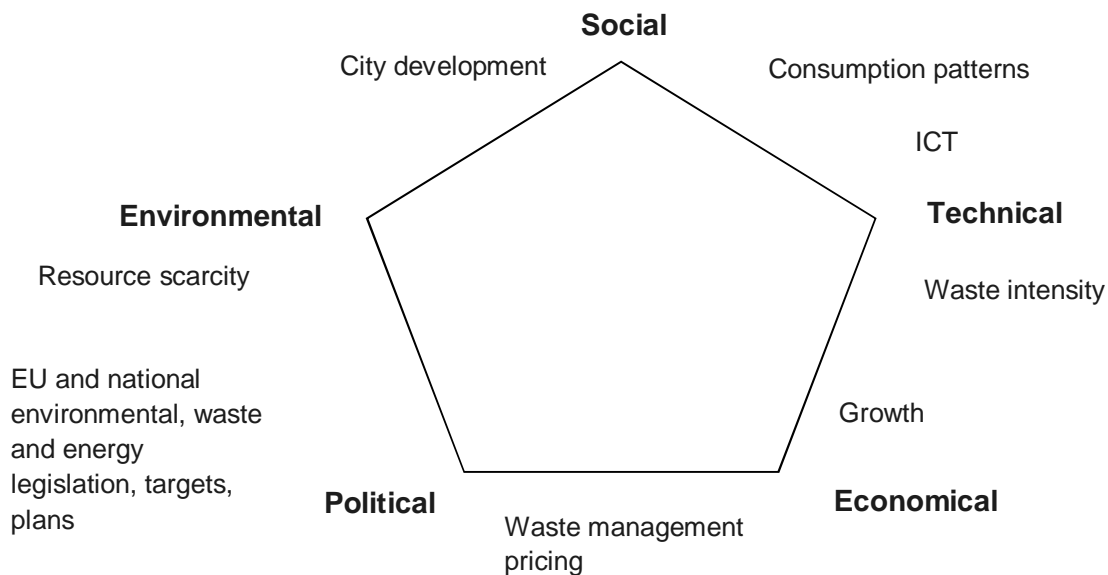 Social
City development
Consumption patterns
ICT
Environmental
Technical
Resource scarcity
Waste intensity
EU and national
environmental, waste
and energy
legislation, targets,
plans
Growth
Political
Economical
Waste management
pricing